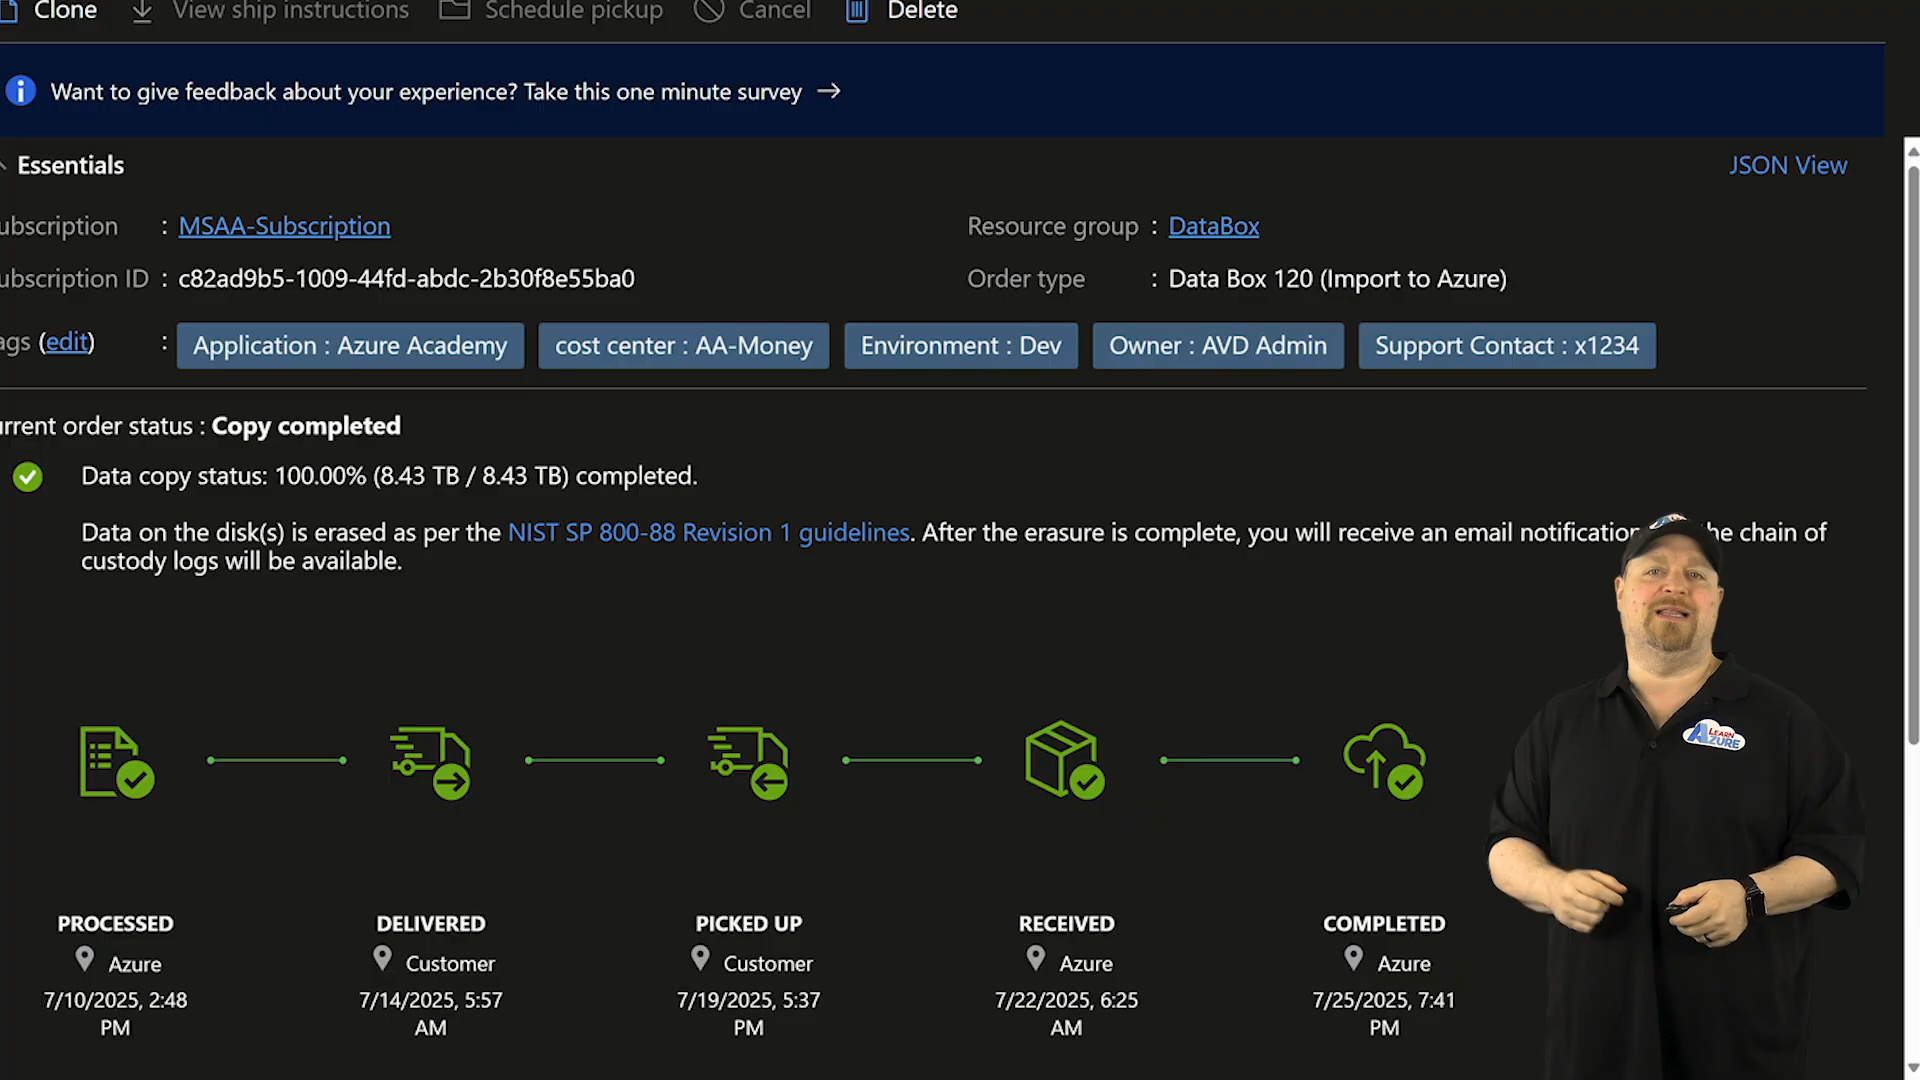 Clone View ship instructions Schedule pickup Cancel Delete
Want to give feedback about your experience? Take this one minute survey →
Essentials JSON View
ubscription : MSAA-Subscription Resource group : DataBox
ubscription ID : c82ad9b5-1009-44fd-abdc-2b30f8e55ba0 Order type : Data Box 120 (Import to Azure)
ags (edit) : Application : Azure Academy cost center : AA-Money Environment : Dev Owner : AVD Admin Support Contact : x1234
urrent order status : Copy completed
Data copy status: 100.00% (8.43 TB / 8.43 TB) completed.
Data on the disk(s) is erased as per the NIST SP 800-88 Revision 1 guidelines. After the erasure is complete, you will receive an email notification he chain of
custody logs will be available.
LEARN
AZURE
PROCESSED DELIVERED PICKED UP RECEIVED COMPLETED
Azure Customer Customer Azure Azure
7/10/2025, 2:48 7/14/2025, 5:57 7/19/2025, 5:37 7/22/2025, 6:25 7/25/2025, 7:41
PM AM PM AM PM